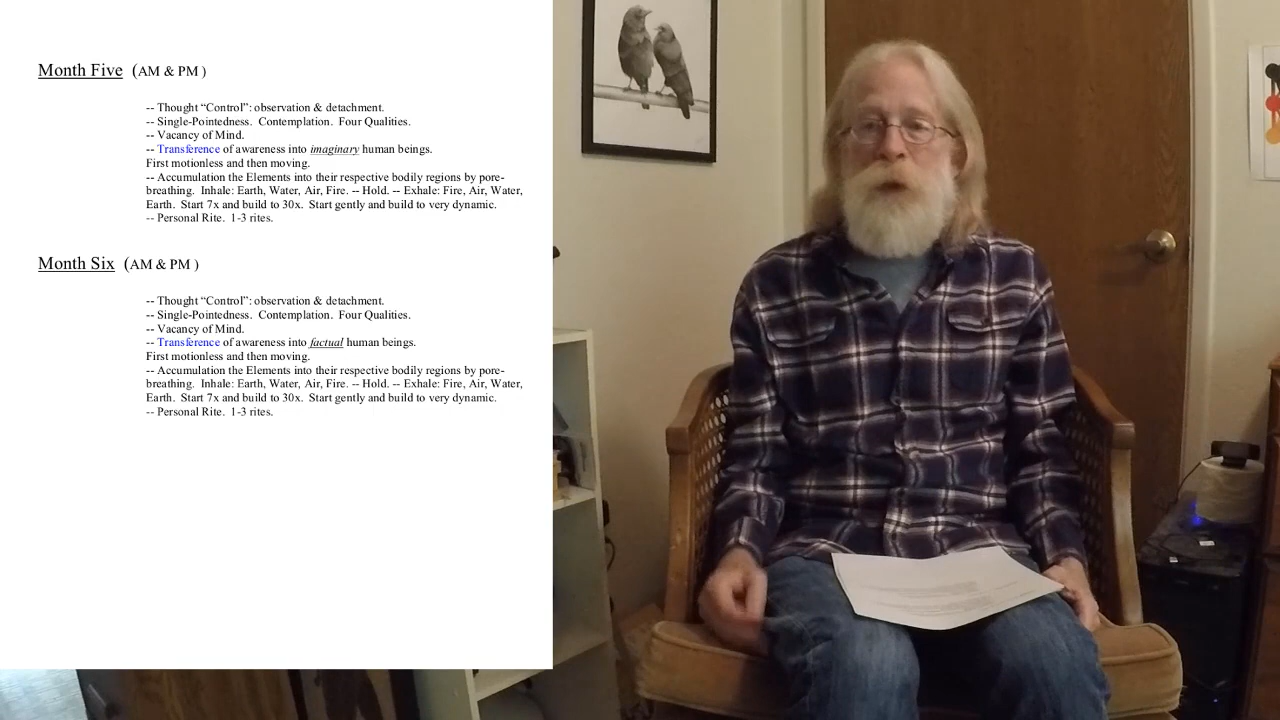 Month Five (AM & PM )
-- Thought “Control”: observation & detachment.
-- Single-Pointedness. Contemplation. Four Qualities.
-- Vacancy of Mind.
-- Transference of awareness into imaginary human beings.
First motionless and then moving.
-- Accumulation the Elements into their respective bodily regions by pore-
breathing. Inhale: Earth, Water, Air, Fire. -- Hold. -- Exhale: Fire, Air, Water,
Earth. Start 7x and build to 30x. Start gently and build to very dynamic.
-- Personal Rite. 1-3 rites.
Month Six (AM & PM )
-- Thought “Control”: observation & detachment.
-- Single-Pointedness. Contemplation. Four Qualities.
-- Vacancy of Mind.
-- Transference of awareness into factual human beings.
First motionless and then moving.
-- Accumulation the Elements into their respective bodily regions by pore-
breathing. Inhale: Earth, Water, Air, Fire. -- Hold. -- Exhale: Fire, Air, Water,
Earth. Start 7x and build to 30x. Start gently and build to very dynamic.
-- Personal Rite. 1-3 rites.